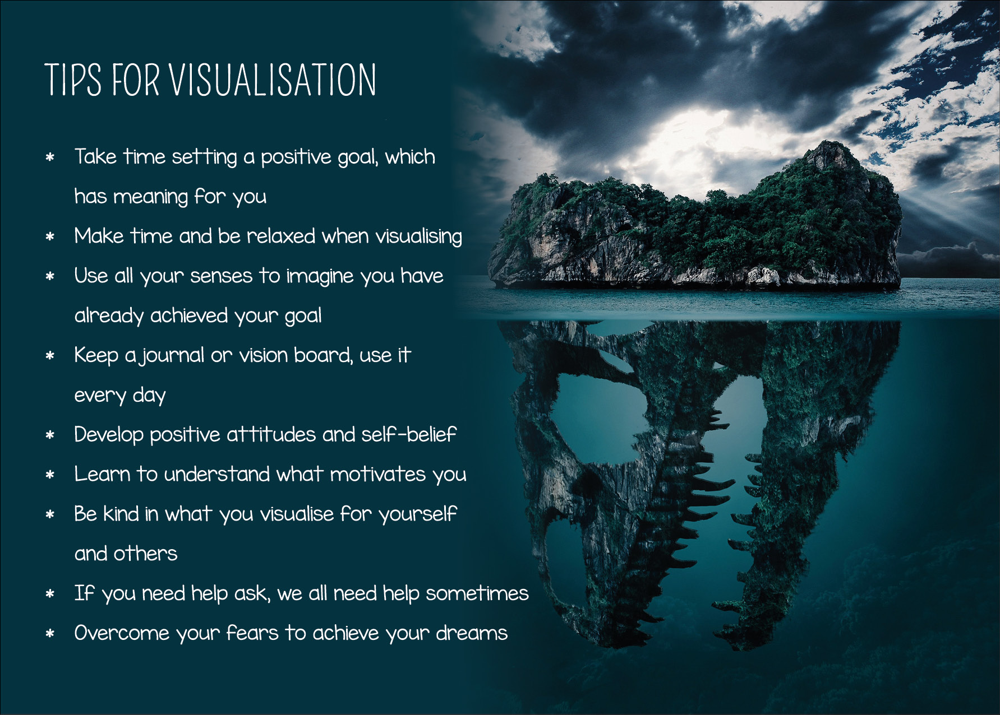 TIPS FOR VISUALISATION
* Take time setting a positive goal, which
has meaning for you
* Make time and be relaxed when visualising
* Use all your senses to imagine you have
already achieved your goal
* Keep a journal or vision board, use it
every day
* Develop positive attitudes and self-belief
* Learn to understand what motivates you
* Be kind in what you visualise for yourself
and others
* If you need help ask, we all need help sometimes
* Overcome your fears to achieve your dreams